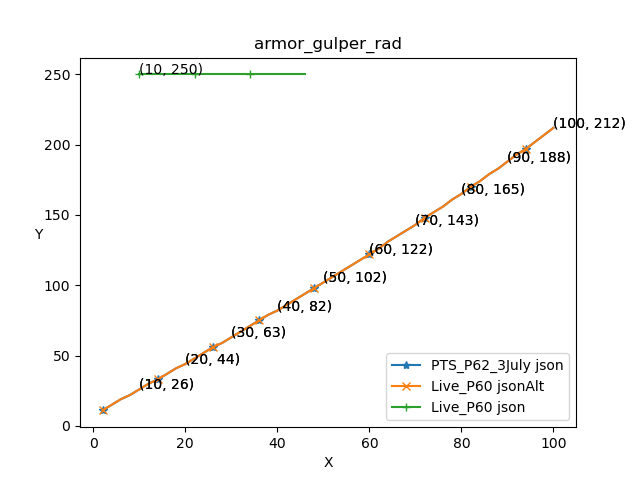 armor_gulper_rad
250
(10, 250)
200
(100, 212)
(90, 188)
(80, 165)
150
(70, 143)
Y
(60, 122)
100
(50, 102)
(40, 82)
(30, 63)
50
(20, 44)
(10, 26)
0
PTS_P62_3July json
Live_P60 jsonAlt
Live_P60 json
0 20 40 60 80 100
X